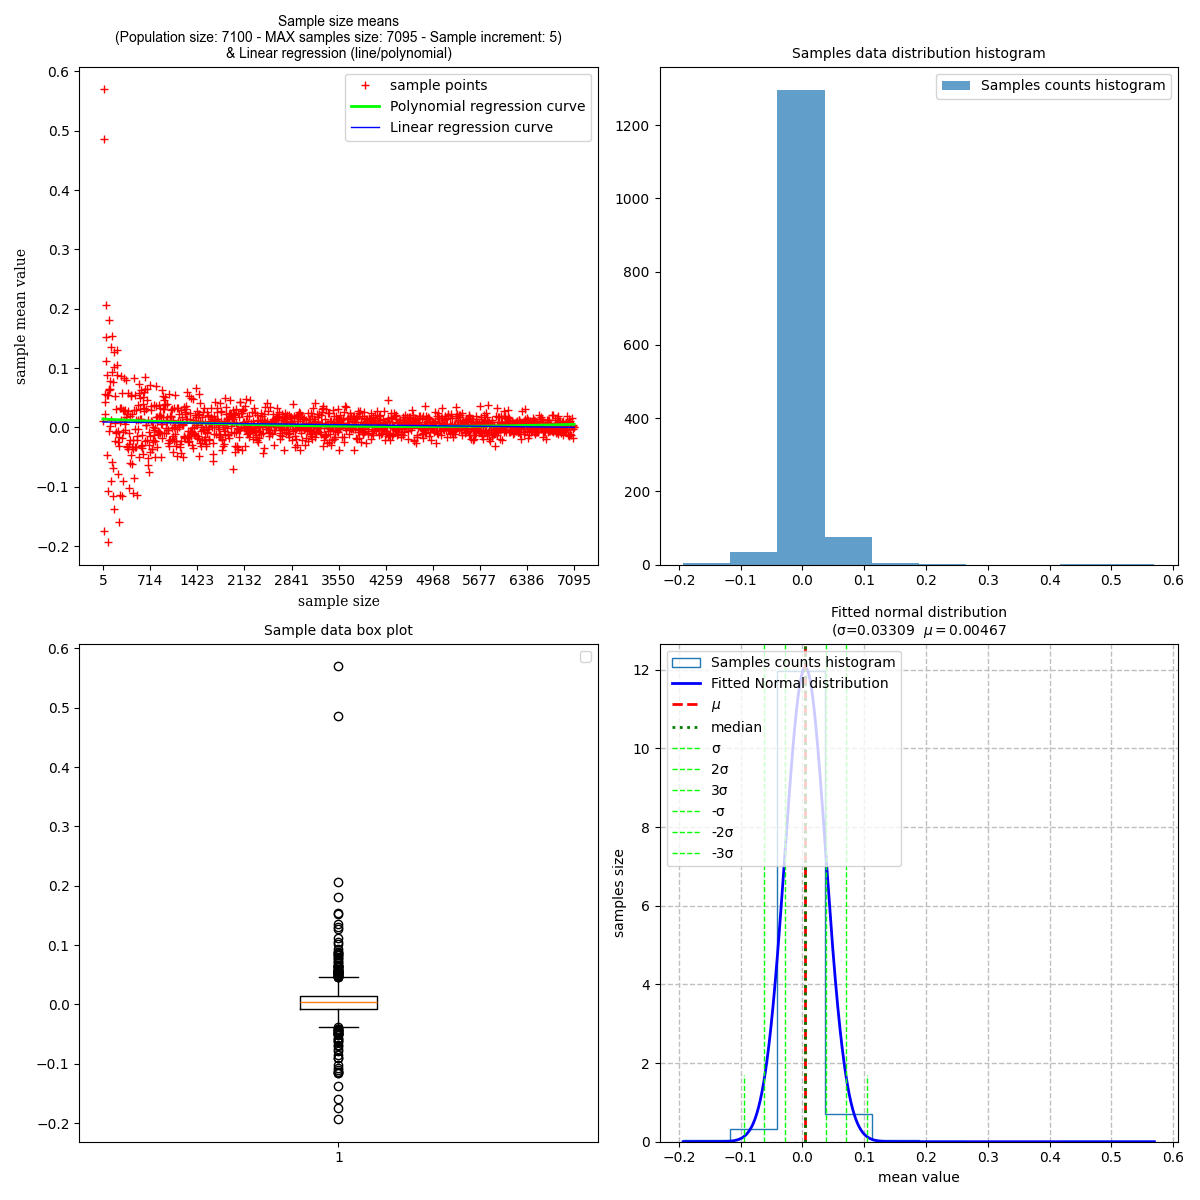 Sample size means
(Population size: 7100 - MAX samples size: 7095 - Sample increment: 5)
& Linear regression (line/polynomial)
sample points
Polynomial regression curve
Linear regression curve
0.6
0.5
0.4
0.3
0.2
0.1
0.0
−0.1
−0.2
sample mean value
5 714 1423 2132 2841 3550 4259 4968 5677 6386 7095
sample size
Samples data distribution histogram
Samples counts histogram
1200
1000
800
600
400
200
0
−0.2 −0.1 0.0 0.1 0.2 0.3 0.4 0.5 0.6
Sample data box plot
0.6
0.5
0.4
0.3
0.2
0.1
0.0
−0.1
−0.2
1
Fitted normal distribution
(σ=0.03309 μ = 0.00467
Samples counts histogram
Fitted Normal distribution
μ
median
σ
2σ
3σ
-σ
-2σ
-3σ
12
10
8
6
4
2
0
samples size
−0.2 −0.1 0.0 0.1 0.2 0.3 0.4 0.5 0.6
mean value